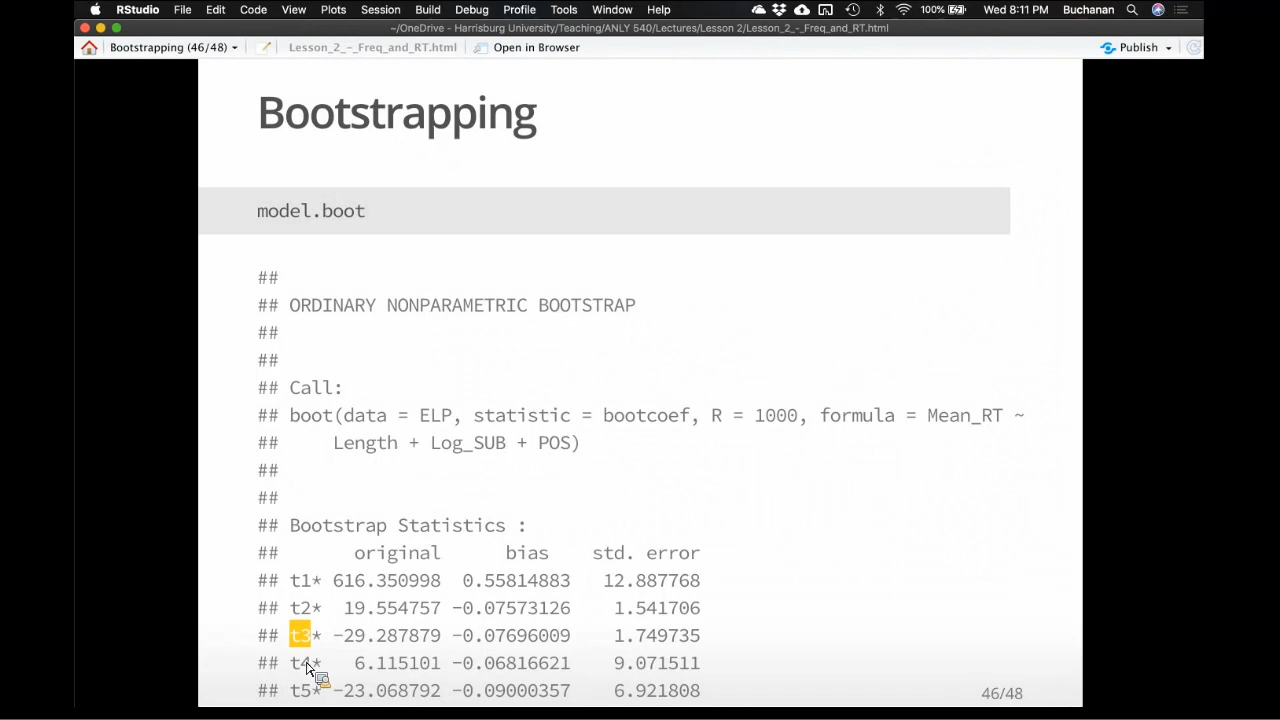 RStudio File Edit Code View Plots Session Build Debug Profile Tools Window Help 100% Wed 8:11 PM Buchanan
~/OneDrive - Harrisburg University/Teaching/ANLY 540/Lectures/Lesson 2/Lesson_2_-_Freq_and_RT.html
Bootstrapping (46/48) Lesson_2_-_Freq_and_RT.html Open in Browser Publish
Bootstrapping
model.boot
##
## ORDINARY NONPARAMETRIC BOOTSTRAP
##
##
## Call:
## boot(data = ELP, statistic = bootcoef, R = 1000, formula = Mean_RT ~
## Length + Log_SUB + POS)
##
##
## Bootstrap Statistics :
## original bias std. error
## t1* 616.350998 0.55814883 12.887768
## t2* 19.554757 -0.07573126 1.541706
## t3* -29.287879 -0.07696009 1.749735
## t4* 6.115101 -0.06816621 9.071511
## t5* -23.068792 -0.09000357 6.921808
46/48